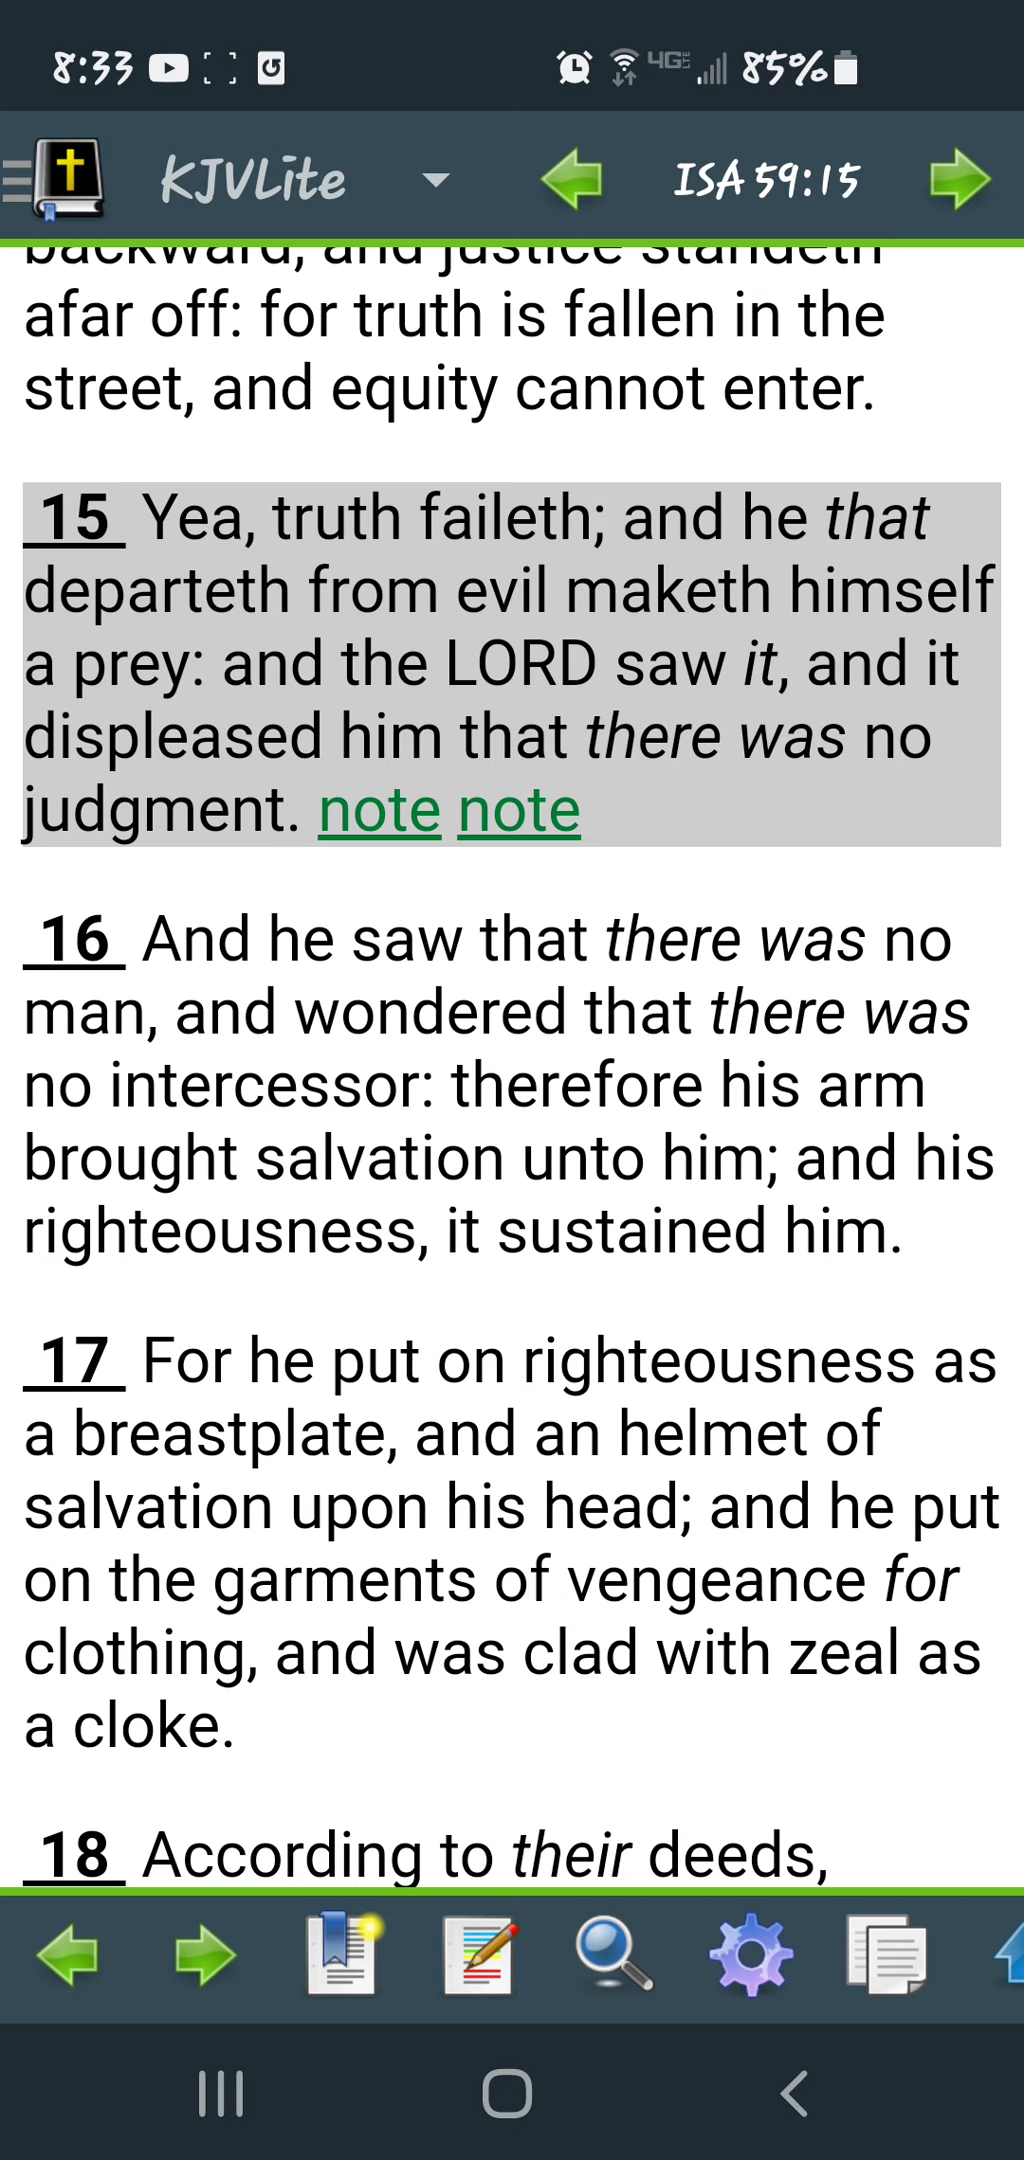 8:33 4GE 85%
KJVLite ISA 59:15
backward, and justice standeth
afar off: for truth is fallen in the
street, and equity cannot enter.
15 Yea, truth faileth; and he that
departeth from evil maketh himself
a prey: and the LORD saw it, and it
displeased him that there was no
judgment. note note
16 And he saw that there was no
man, and wondered that there was
no intercessor: therefore his arm
brought salvation unto him; and his
righteousness, it sustained him.
17 For he put on righteousness as
a breastplate, and an helmet of
salvation upon his head; and he put
on the garments of vengeance for
clothing, and was clad with zeal as
a cloke.
18 According to their deeds,